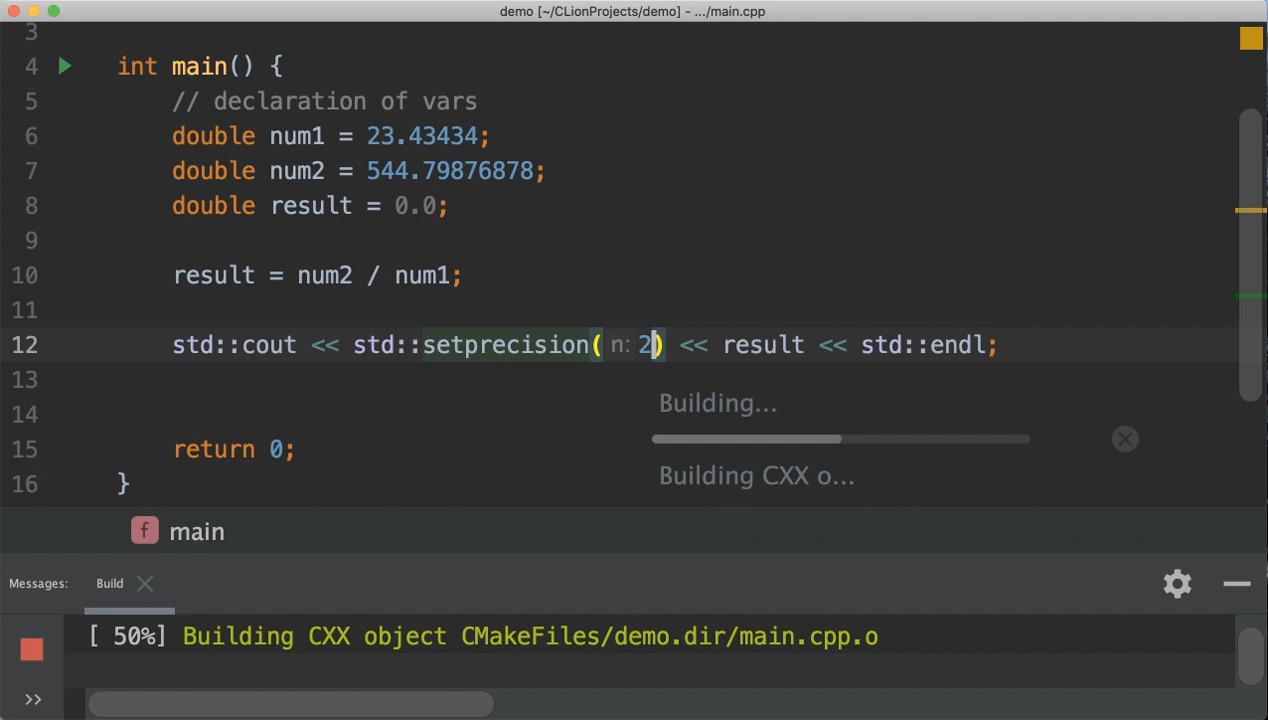 demo [~/CLionProjects/demo] - .../main.cpp
3
4 int main() {
5 // declaration of vars
6 double num1 = 23.43434;
7 double num2 = 544.79876878;
8 double result = 0.0;
9
10 result = num2 / num1;
11
12 std::cout << std::setprecision( n: 2) << result << std::endl;
13
14
Building...
15 return 0;
Building CXX o...
16 }
f main
Messages: Build
[ 50%] Building CXX object CMakeFiles/demo.dir/main.cpp.o